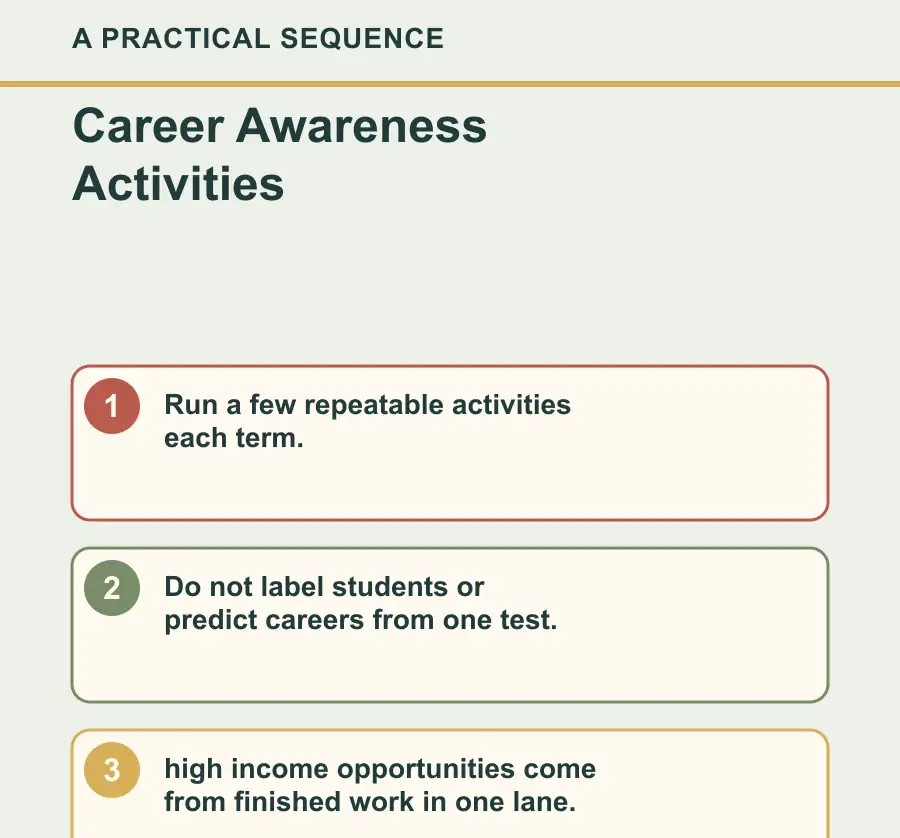 A PRACTICAL SEQUENCE
Career Awareness
Activities
1
Run a few repeatable activities
each term.
2
Do not label students or
predict careers from one test.
3
high income opportunities come
from finished work in one lane.